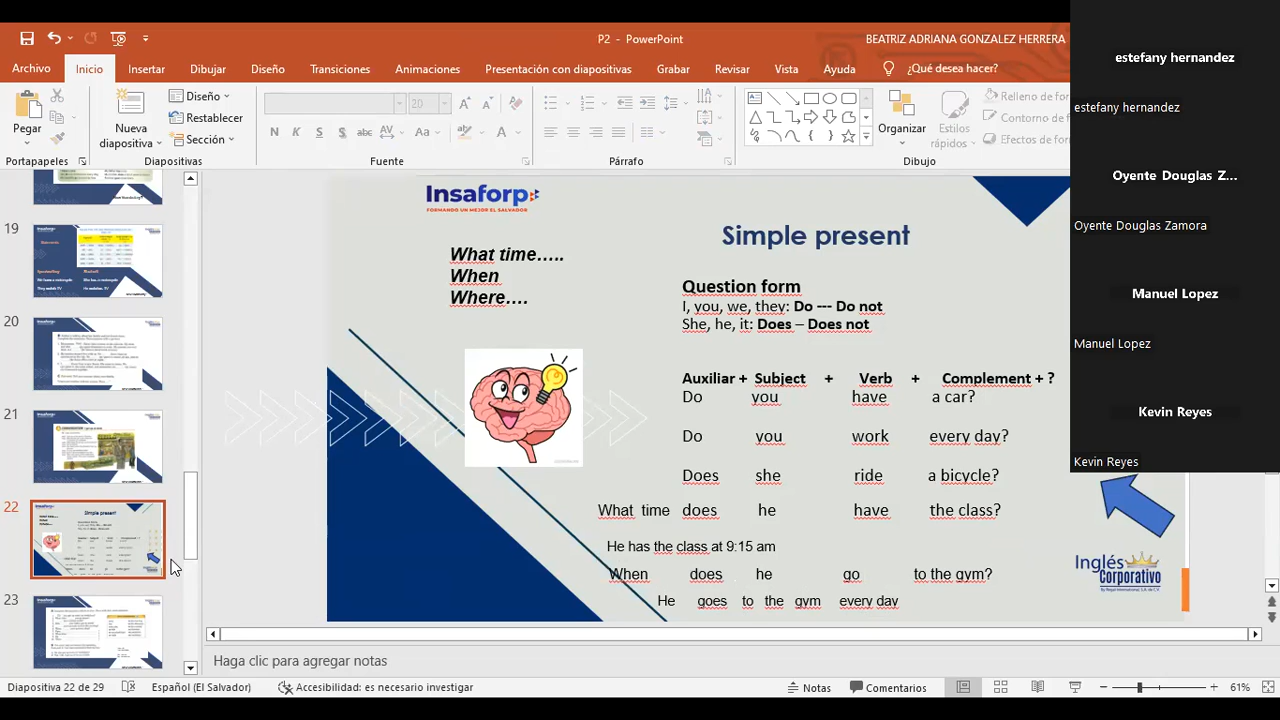 P2 - PowerPoint
BEATRIZ ADRIANA GONZALEZ HERRERA
Archivo Inicio Insertar Dibujar Diseño Transiciones Animaciones Presentación con diapositivas Grabar Revisar Vista Ayuda ¿Qué desea hacer?
Pegar
Nueva diapositiva
Diseño
Restablecer
Sección
20
N K S S abc AV Aa A
Organizar
Estilos rápidos
Relleno de for
Contorno de f
Efectos de form
Portapapeles
Diapositivas
Fuente
Párrafo
Dibujo
19
20
21
22
23
Insaforp
FORMANDO UN MEJOR EL SALVADOR
What time…..
When
Where….
Simple Present
Question form
I, you, we, they: Do --- Do not
She, he, it: Does – Does not
Auxiliar + Subject + Verb + Complement + ?
Do you have a car?
Do you work every day?
Does she ride a bicycle?
What time does he have the class?
He has the class at 9:15 am
When does he go to the gym?
He goes to the gym every day
Inglés
Corporativo
estefany hernandez
estefany hernandez
Oyente Douglas Z...
Oyente Douglas Zamora
Manuel Lopez
Manuel Lopez
Kevin Reyes
Kevin Reyes
Haga clic para agregar notas
Diapositiva 22 de 29
Español (El Salvador)
Accesibilidad: es necesario investigar
Notas
Comentarios
61%